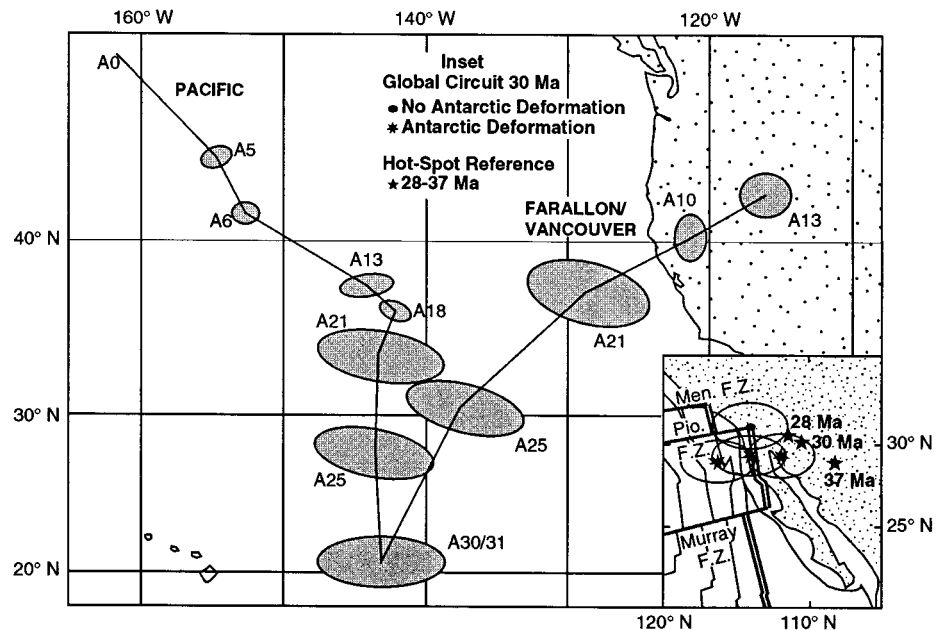 160° W
140° W
120° W
A0
PACIFIC
Inset
Global Circuit 30 Ma
No Antarctic Deformation
Antarctic Deformation
Hot-Spot Reference
28-37 Ma
A5
A6
A10
A13
FARALLON/
VANCOUVER
40° N
A13
A18
A21
A21
30° N
A25
A25
A30/31
20° N
Men. F.Z.
Pio.
F.Z.
28 Ma
30 Ma
37 Ma
30° N
25° N
Murray
F.Z.
120° N
110° N